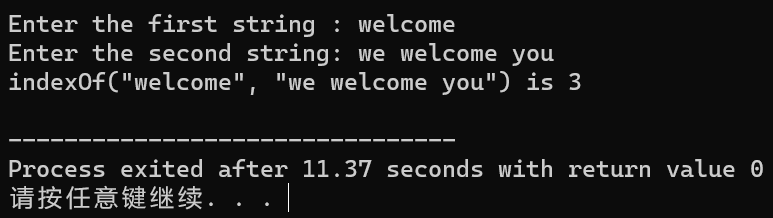 Enter the first string : welcome
Enter the second string: we welcome you
indexOf("welcome", "we welcome you") is 3
--------------------------------
Process exited after 11.37 seconds with return value 0
请按任意键继续. . .